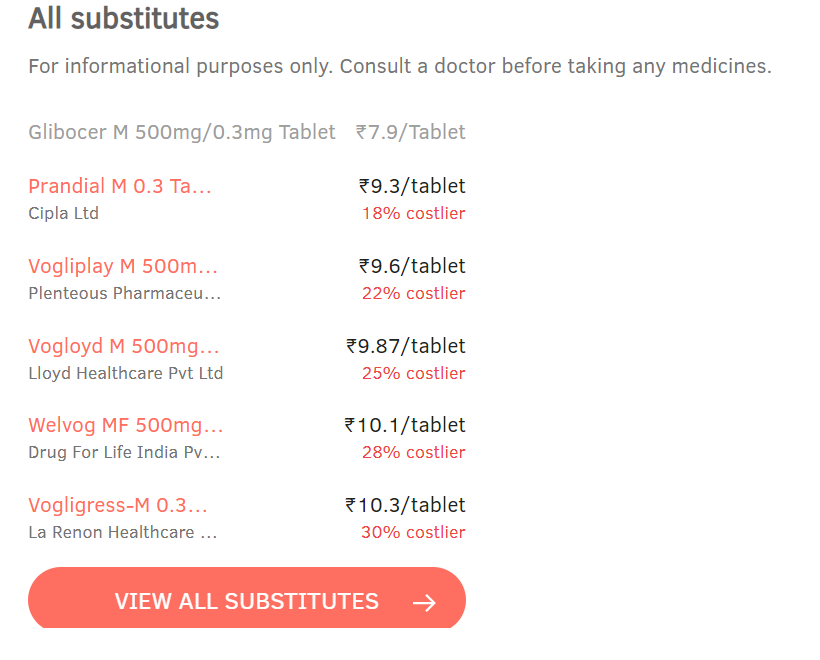 All substitutes
For informational purposes only. Consult a doctor before taking any medicines.
Glibocer M 500mg/0.3mg Tablet ₹7.9/Tablet
Prandial M 0.3 Ta... ₹9.3/tablet
Cipla Ltd 18% costlier
Vogliplay M 500m... ₹9.6/tablet
Plenteous Pharmaceu... 22% costlier
Vogloyd M 500mg... ₹9.87/tablet
Lloyd Healthcare Pvt Ltd 25% costlier
Welvog MF 500mg... ₹10.1/tablet
Drug For Life India Pv... 28% costlier
Vogligress-M 0.3... ₹10.3/tablet
La Renon Healthcare ... 30% costlier
VIEW ALL SUBSTITUTES →